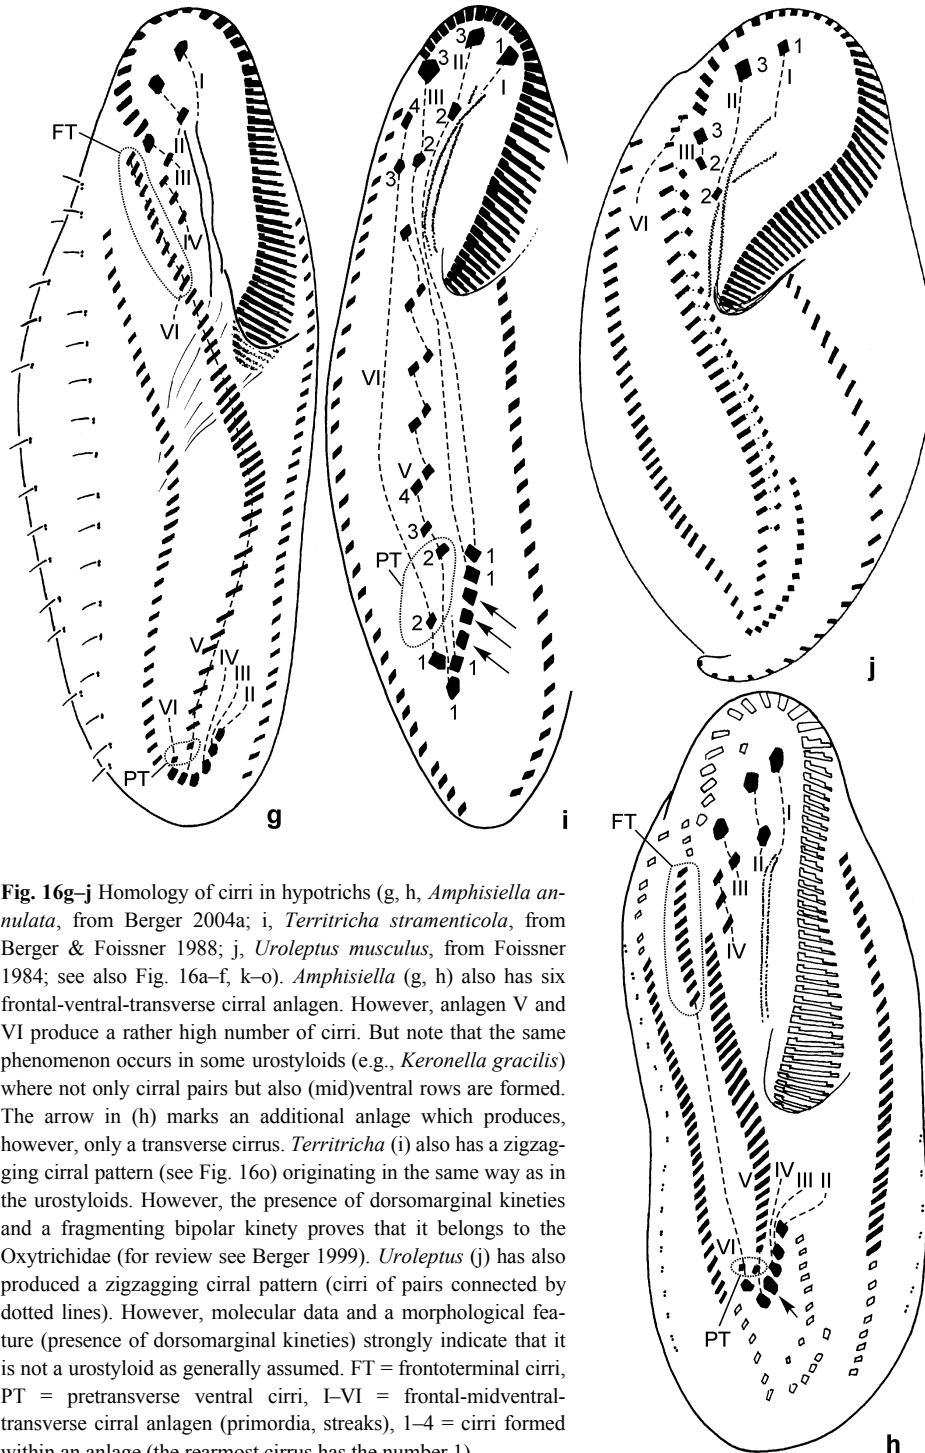 FT
I
II
III
IV
VI
V
IV
III
II
VI
PT
g
3
3
II
1
I
III
4
2
2
3
VI
V
4
3
2
PT
1
1
2
1
1
1
i
3
1
I
II
3
III
2
2
VI
j
FT
I
II
III
IV
V
IV
III
II
VI
PT
h
Fig. 16g–j Homology of cirri in hypotrichs (g, h, Amphisiella an-
nulata, from Berger 2004a; i, Territricha stramenticola, from
Berger & Foissner 1988; j, Uroleptus musculus, from Foissner
1984; see also Fig. 16a–f, k–o). Amphisiella (g, h) also has six
frontal-ventral-transverse cirral anlagen. However, anlagen V and
VI produce a rather high number of cirri. But note that the same
phenomenon occurs in some urostyloids (e.g., Keronella gracilis)
where not only cirral pairs but also (mid)ventral rows are formed.
The arrow in (h) marks an additional anlage which produces,
however, only a transverse cirrus. Territricha (i) also has a zigzag-
ging cirral pattern (see Fig. 16o) originating in the same way as in
the urostyloids. However, the presence of dorsomarginal kineties
and a fragmenting bipolar kinety proves that it belongs to the
Oxytrichidae (for review see Berger 1999). Uroleptus (j) has also
produced a zigzagging cirral pattern (cirri of pairs connected by
dotted lines). However, molecular data and a morphological fea-
ture (presence of dorsomarginal kineties) strongly indicate that it
is not a urostyloid as generally assumed. FT = frontoterminal cirri,
PT = pretransverse ventral cirri, I–VI = frontal-midventral-
transverse cirral anlagen (primordia, streaks), 1–4 = cirri formed
within an anlage (the rearmost cirrus has the number 1).